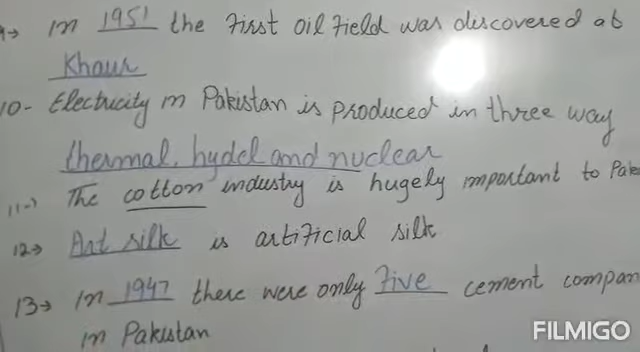 9→ in 1951 the First oil Field was discovered at
Khaur
10- Electricity in Pakistan is produced in three way
thermal, hydel and nuclear
11→ The cotton industry is hugely important to Pak
12→ Art silk is artificial silk
13→ in 1947 there were only Five cement compan
in Pakistan
FILMIGO